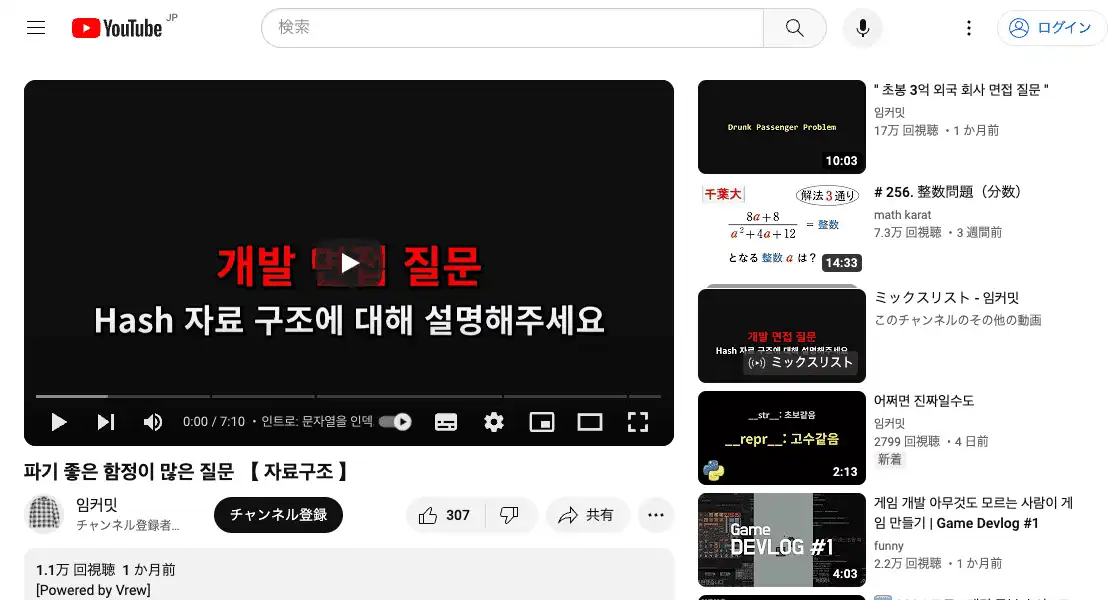 YouTube JP
検索
ログイン
개발 면접 질문
Hash 자료 구조에 대해 설명해주세요
0:00 / 7:10 ・인트로: 문자열을 인덱
파기 좋은 함정이 많은 질문 【 자료구조 】
임커밋
チャンネル登録者...
チャンネル登録
307
共有
1.1万 回視聴 1 か月前
[Powered by Vrew]
Drunk Passenger Problem
10:03
" 초봉 3억 외국 회사 면접 질문 "
임커밋
17万 回視聴 ・1 か月前
千葉大
解法3通り
8a+8
a²+4a+12
= 整数
となる 整数 a は？
14:33
# 256. 整数問題（分数）
math karat
7.3万 回視聴 ・3 週間前
개발 면접 질문
Hash 자료 구조에 대해 설명해주세요
ミックスリスト
ミックスリスト - 임커밋
このチャンネルのその他の動画
__str__: 초보같음
__repr__: 고수같음
2:13
어쩌면 진짜일수도
임커밋
2799 回視聴 ・4 日前
新着
Game
DEVLOG #1
4:03
게임 개발 아무것도 모르는 사람이 게
임 만들기 | Game Devlog #1
funny
2.2万 回視聴 ・1 か月前